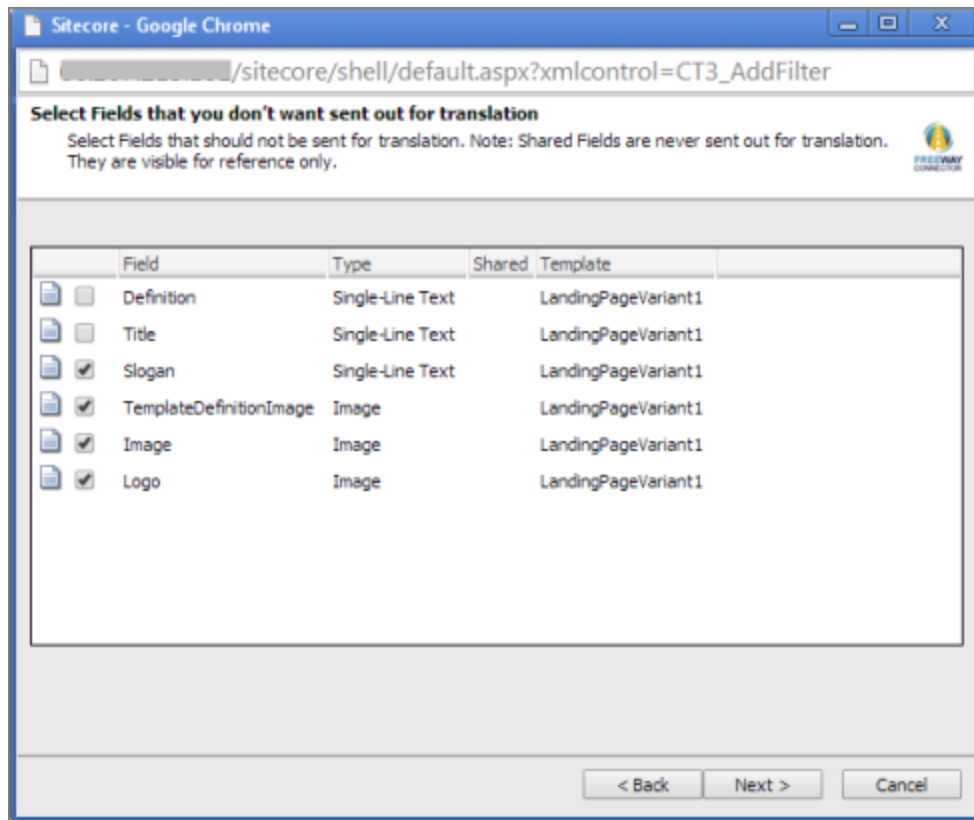 Sitecore - Google Chrome
/sitecore/shell/default.aspx?xmlcontrol=CT3_AddFilter
Select Fields that you don't want sent out for translation
Select Fields that should not be sent for translation. Note: Shared Fields are never sent out for translation.
They are visible for reference only.
FREEWAY
CONNECTOR
Field Type Shared Template
Definition Single-Line Text LandingPageVariant1
Title Single-Line Text LandingPageVariant1
Slogan Single-Line Text LandingPageVariant1
TemplateDefinitionImage Image LandingPageVariant1
Image Image LandingPageVariant1
Logo Image LandingPageVariant1
< Back Next > Cancel